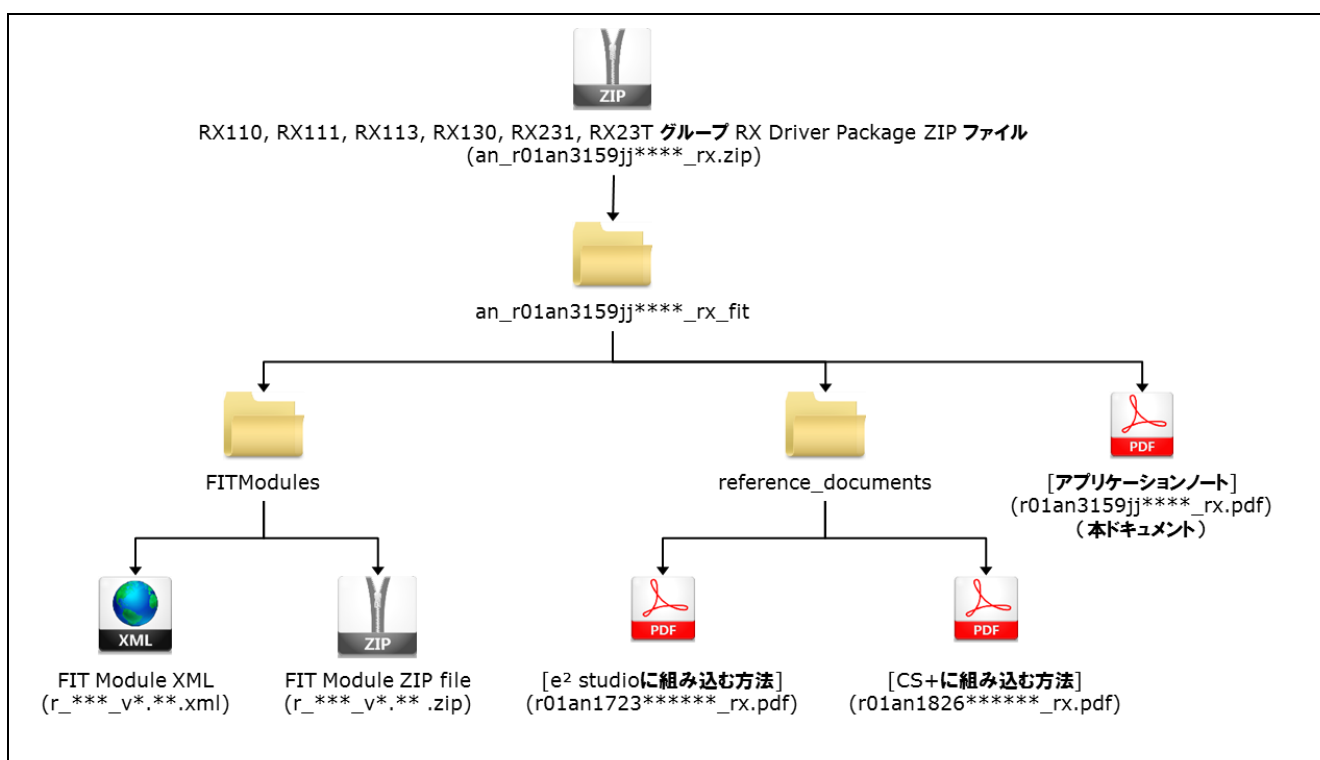 ZIP
RX110, RX111, RX113, RX130, RX231, RX23T グループ RX Driver Package ZIP ファイル
(an_r01an3159jj****_rx.zip)
an_r01an3159jj****_rx_fit
FITModules
reference_documents
PDF
[アプリケーションノート]
(r01an3159jj****_rx.pdf)
(本ドキュメント)
XML
FIT Module XML
(r_***_v*.**.xml)
ZIP
FIT Module ZIP file
(r_***_v*.** .zip)
PDF
[e² studioに組み込む方法]
(r01an1723******_rx.pdf)
PDF
[CS+に組み込む方法]
(r01an1826******_rx.pdf)